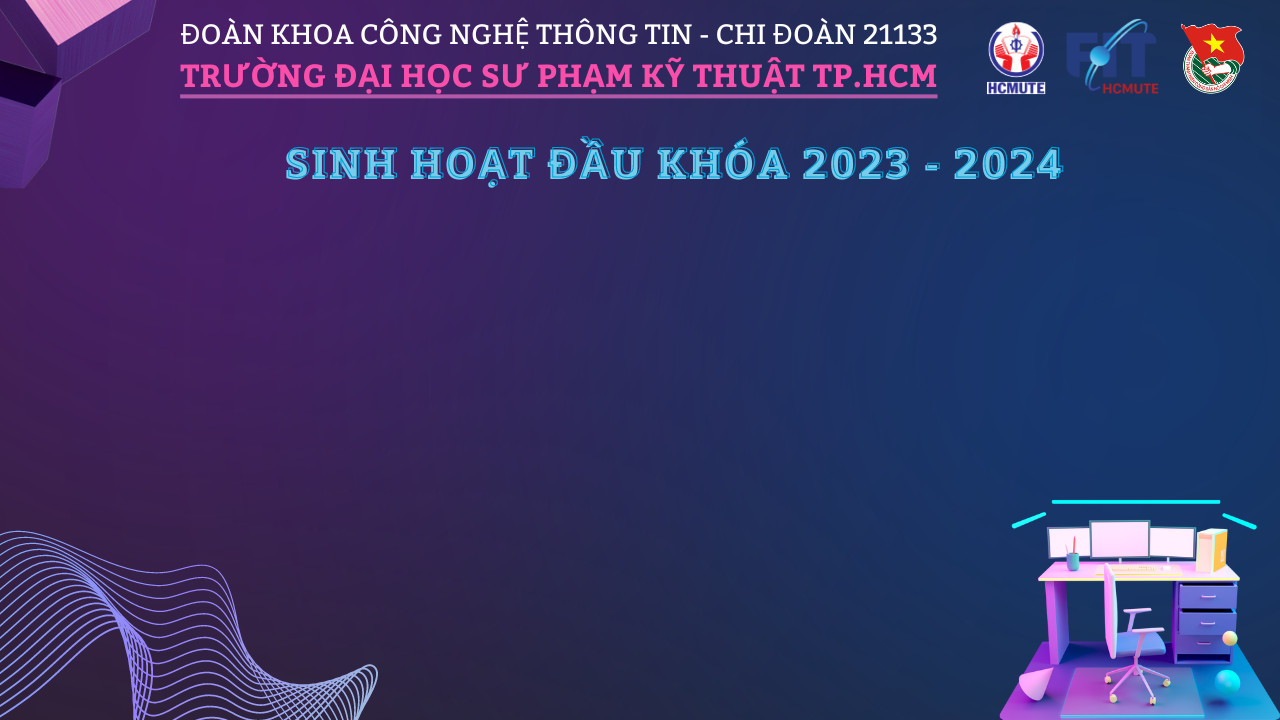 ĐOÀN KHOA CÔNG NGHỆ THÔNG TIN - CHI ĐOÀN 21133
TRƯỜNG ĐẠI HỌC SƯ PHẠM KỸ THUẬT TP.HCM
HCMUTE
FIT
HCMUTE
SINH HOẠT ĐẦU KHÓA 2023 - 2024